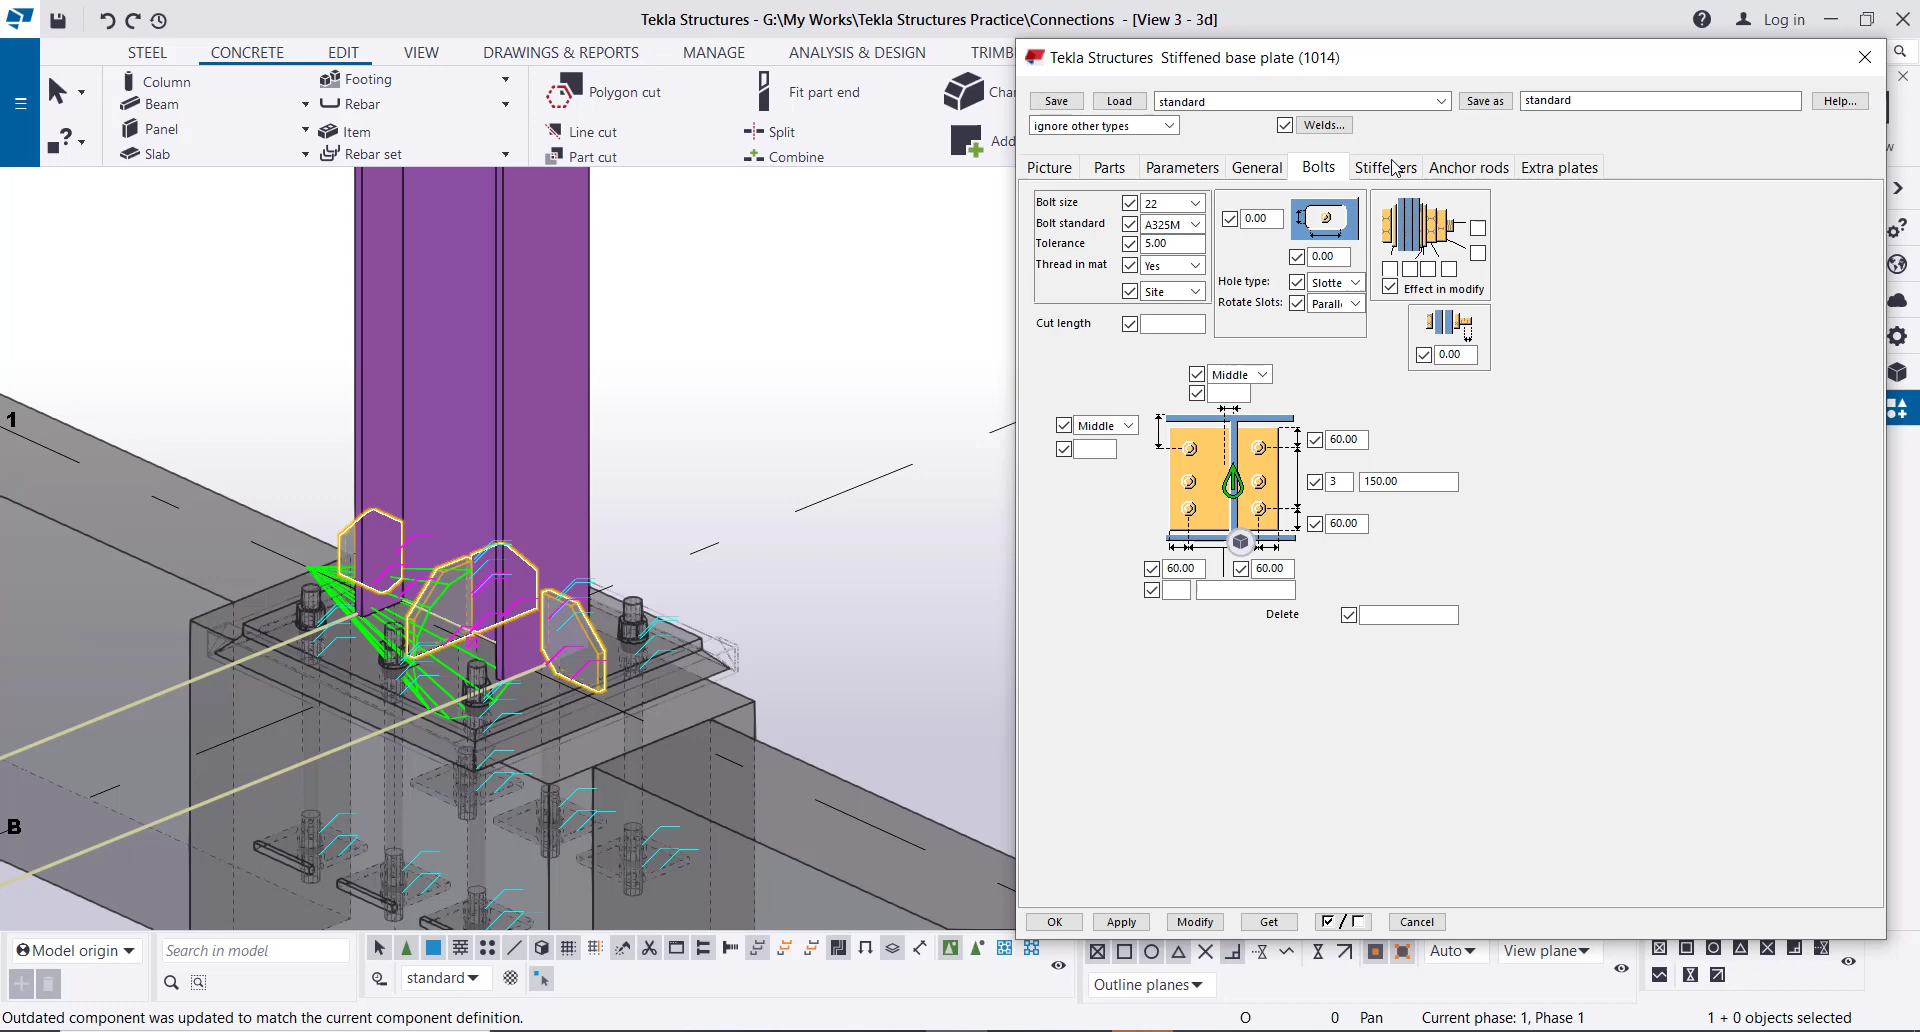 Tekla Structures - G:\My Works\Tekla Structures Practice\Connections - [View 3 - 3d]
Log in
STEEL CONCRETE EDIT VIEW DRAWINGS & REPORTS MANAGE ANALYSIS & DESIGN TRIMB
Column
Beam
Panel
Slab
Footing
Rebar
Item
Rebar set
Polygon cut
Line cut
Part cut
Fit part end
Split
Combine
Cha
Add
Tekla Structures Stiffened base plate (1014)
Save Load standard Save as standard Help...
ignore other types Welds...
Picture Parts Parameters General Bolts Stiffeners Anchor rods Extra plates
Bolt size 22
Bolt standard A325M
Tolerance 5.00
Thread in mat Yes
Site
Cut length
0.00
0.00
Hole type: Slotte
Rotate Slots: Paralle
Effect in modify
0.00
Middle
Middle
60.00
3 150.00
60.00
60.00 60.00
Delete
OK Apply Modify Get / Cancel
1
B
Model origin
Search in model
standard
Auto
View plane
Outline planes
Outdated component was updated to match the current component definition.
O 0 Pan Current phase: 1, Phase 1 1 + 0 objects selected